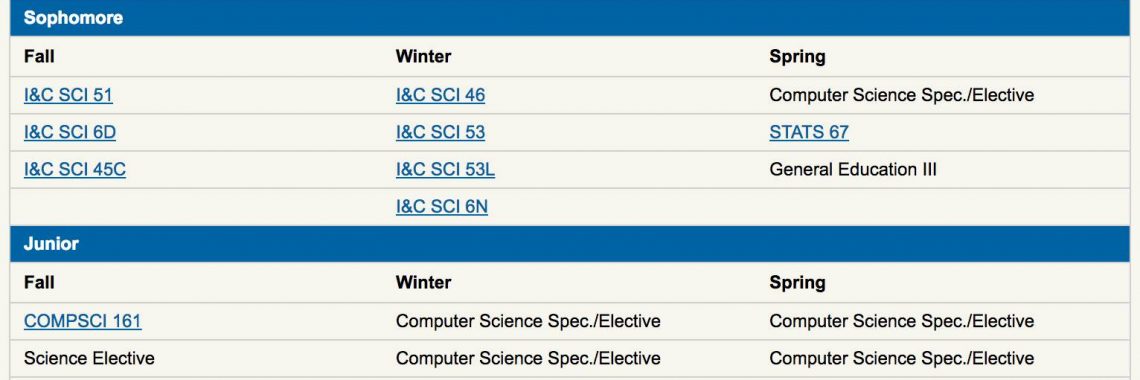 Sophomore
Fall Winter Spring
I&C SCI 51 I&C SCI 46 Computer Science Spec./Elective
I&C SCI 6D I&C SCI 53 STATS 67
I&C SCI 45C I&C SCI 53L General Education III
I&C SCI 6N
Junior
Fall Winter Spring
COMPSCI 161 Computer Science Spec./Elective Computer Science Spec./Elective
Science Elective Computer Science Spec./Elective Computer Science Spec./Elective